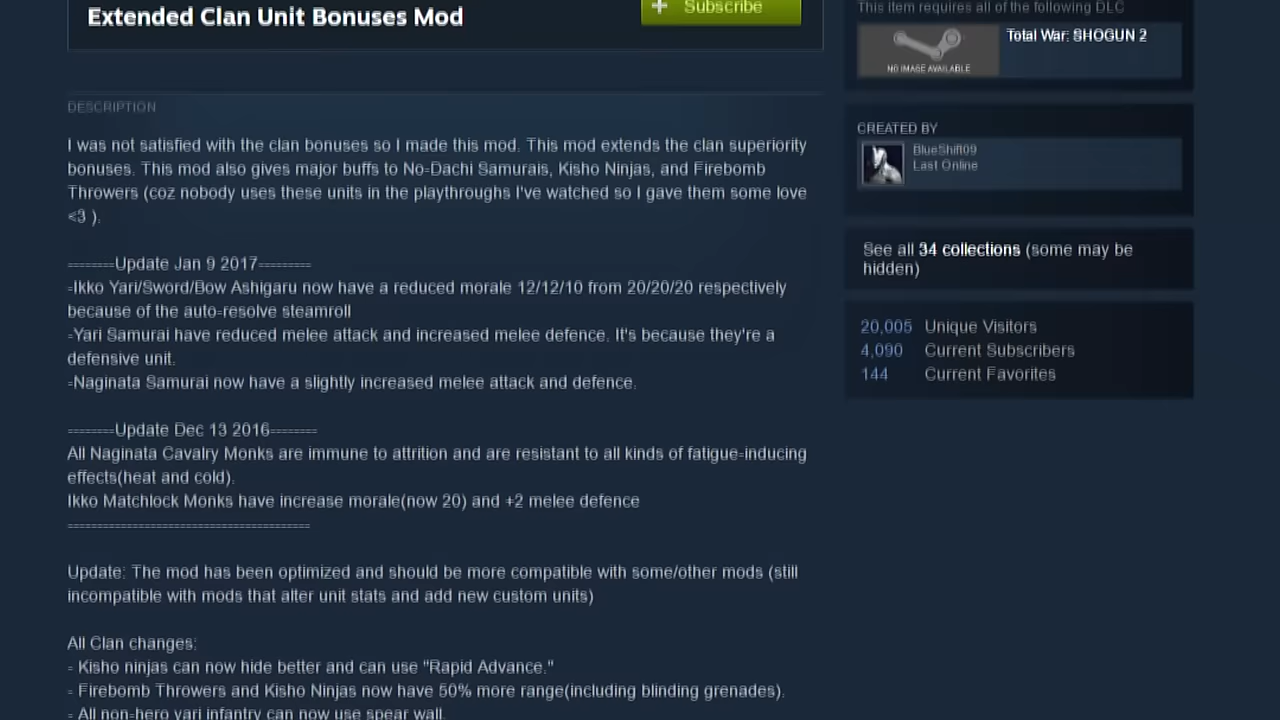 Extended Clan Unit Bonuses Mod
+ Subscribe
DESCRIPTION
I was not satisfied with the clan bonuses so I made this mod. This mod extends the clan superiority
bonuses. This mod also gives major buffs to No-Dachi Samurais, Kisho Ninjas, and Firebomb
Throwers (coz nobody uses these units in the playthroughs I've watched so I gave them some love
<3 ).
========Update Jan 9 2017=========
-Ikko Yari/Sword/Bow Ashigaru now have a reduced morale 12/12/10 from 20/20/20 respectively
because of the auto-resolve steamroll
-Yari Samurai have reduced melee attack and increased melee defence. It's because they're a
defensive unit.
-Naginata Samurai now have a slightly increased melee attack and defence.
========Update Dec 13 2016========
All Naginata Cavalry Monks are immune to attrition and are resistant to all kinds of fatigue-inducing
effects(heat and cold).
Ikko Matchlock Monks have increase morale(now 20) and +2 melee defence
==========================================
Update: The mod has been optimized and should be more compatible with some/other mods (still
incompatible with mods that alter unit stats and add new custom units)
All Clan changes:
- Kisho ninjas can now hide better and can use "Rapid Advance."
- Firebomb Throwers and Kisho Ninjas now have 50% more range(including blinding grenades).
- All non-hero yari infantry can now use spear wall.
This item requires all of the following DLC
Total War: SHOGUN 2
NO IMAGE AVAILABLE
CREATED BY
BlueShift09
Last Online
See all 34 collections (some may be
hidden)
20,005 Unique Visitors
4,090 Current Subscribers
144 Current Favorites